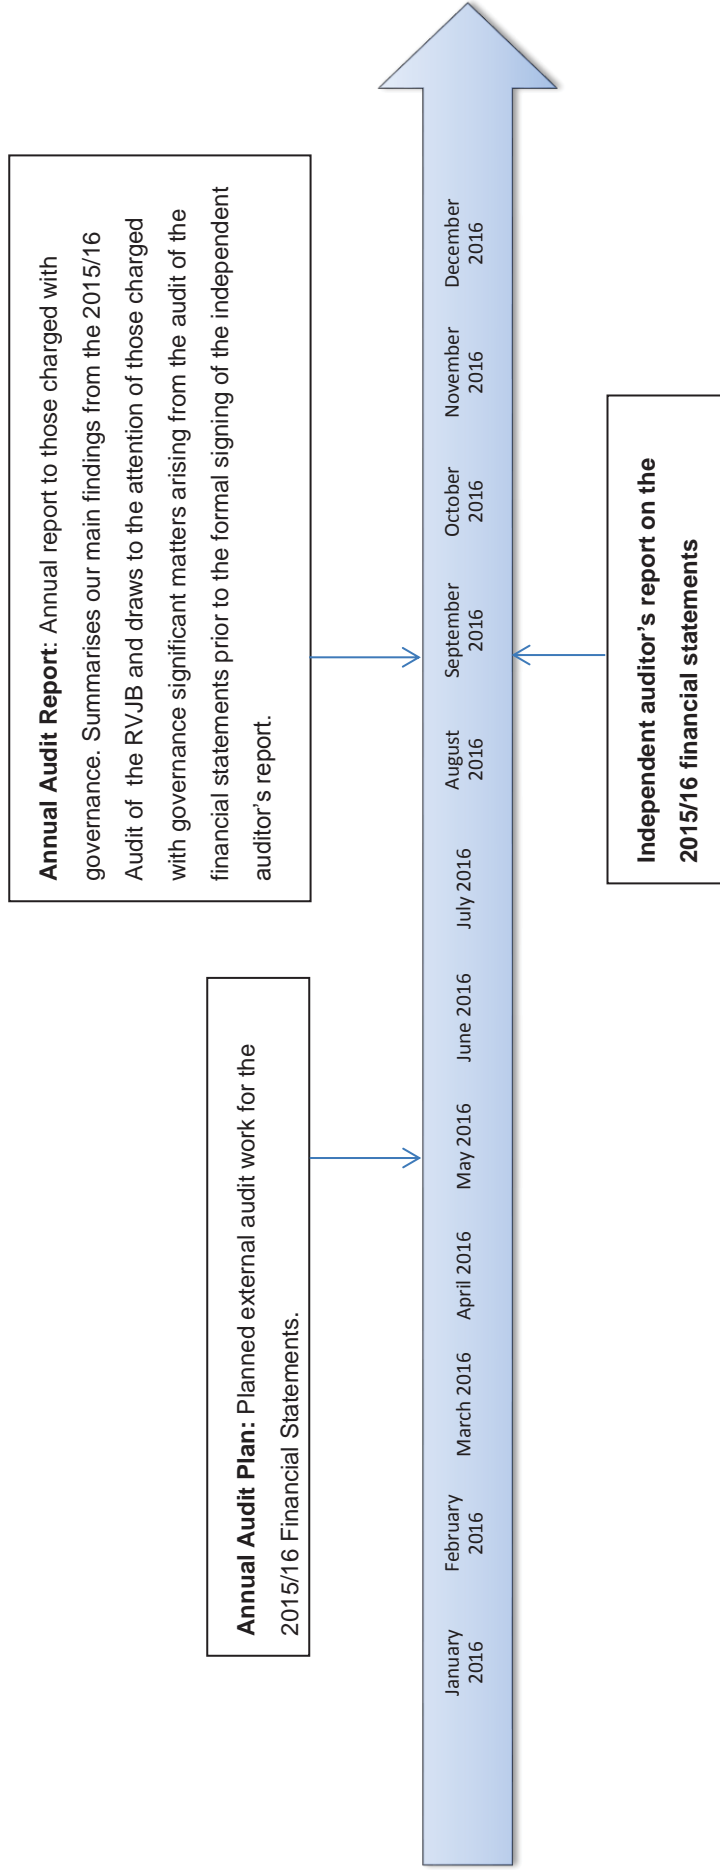 Annual Audit Plan: Planned external audit work for the
2015/16 Financial Statements.
Annual Audit Report: Annual report to those charged with
governance. Summarises our main findings from the 2015/16
Audit of the RVJB and draws to the attention of those charged
with governance significant matters arising from the audit of the
financial statements prior to the formal signing of the independent
auditor’s report.
January
2016
February
2016
March 2016
April 2016
May 2016
June 2016
July 2016
August
2016
September
2016
October
2016
November
2016
December
2016
Independent auditor’s report on the
2015/16 financial statements